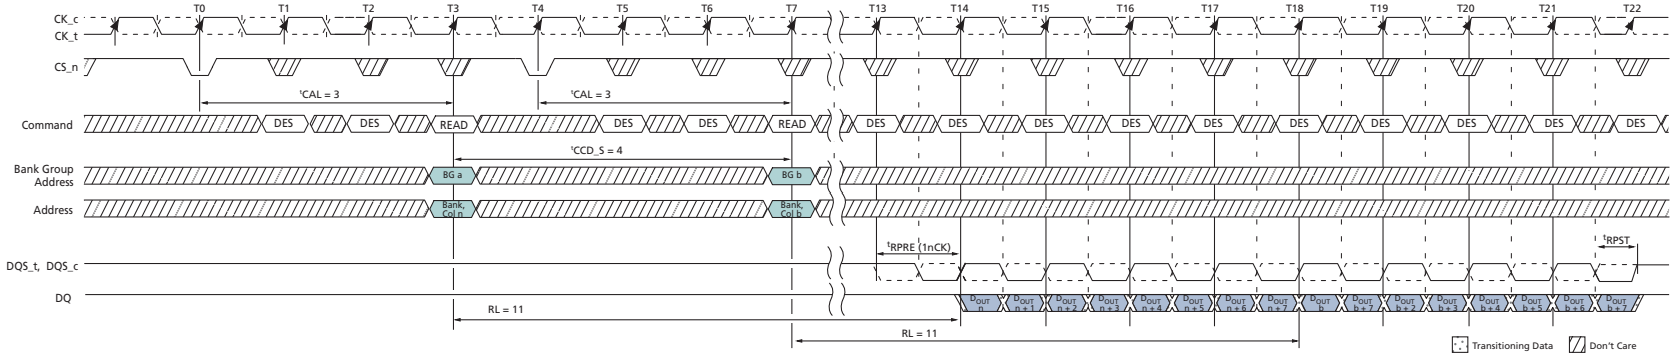 CK_c
CK_t
T0 T1 T2 T3 T4 T5 T6 T7 T13 T14 T15 T16 T17 T18 T19 T20 T21 T22
CS_n
tCAL = 3 tCAL = 3
Command DES DES READ DES DES READ DES DES DES DES DES DES DES DES DES DES
tCCD_S = 4
Bank Group
Address
BG a BG b
Address
Bank, Bank,
Col n Col b
tRPRE (1nCK) tRPST
DQS_t, DQS_c
DQ
DOUT DOUT DOUT DOUT DOUT DOUT DOUT DOUT DOUT DOUT DOUT DOUT DOUT DOUT DOUT DOUT
n n + 1 n + 2 n + 3 n + 4 n + 5 n + 6 n + 7 b b + 7 b + 2 b + 3 b + 4 b + 5 b + 6 b + 7
RL = 11
RL = 11
Transitioning Data Don't Care